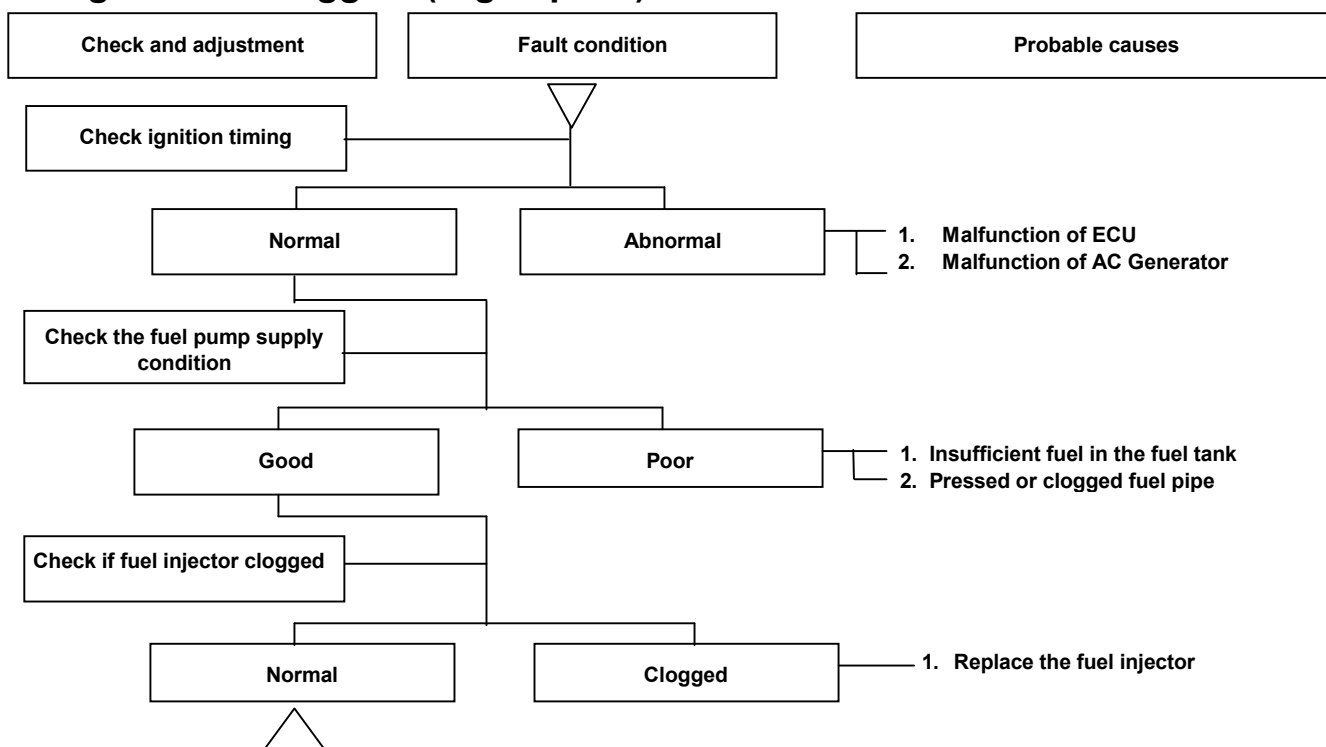 Check and adjustment
Fault condition
Probable causes
Check ignition timing
Normal
Abnormal
1. Malfunction of ECU
2. Malfunction of AC Generator
Check the fuel pump supply
condition
Good
Poor
1. Insufficient fuel in the fuel tank
2. Pressed or clogged fuel pipe
Check if fuel injector clogged
Normal
Clogged
1. Replace the fuel injector